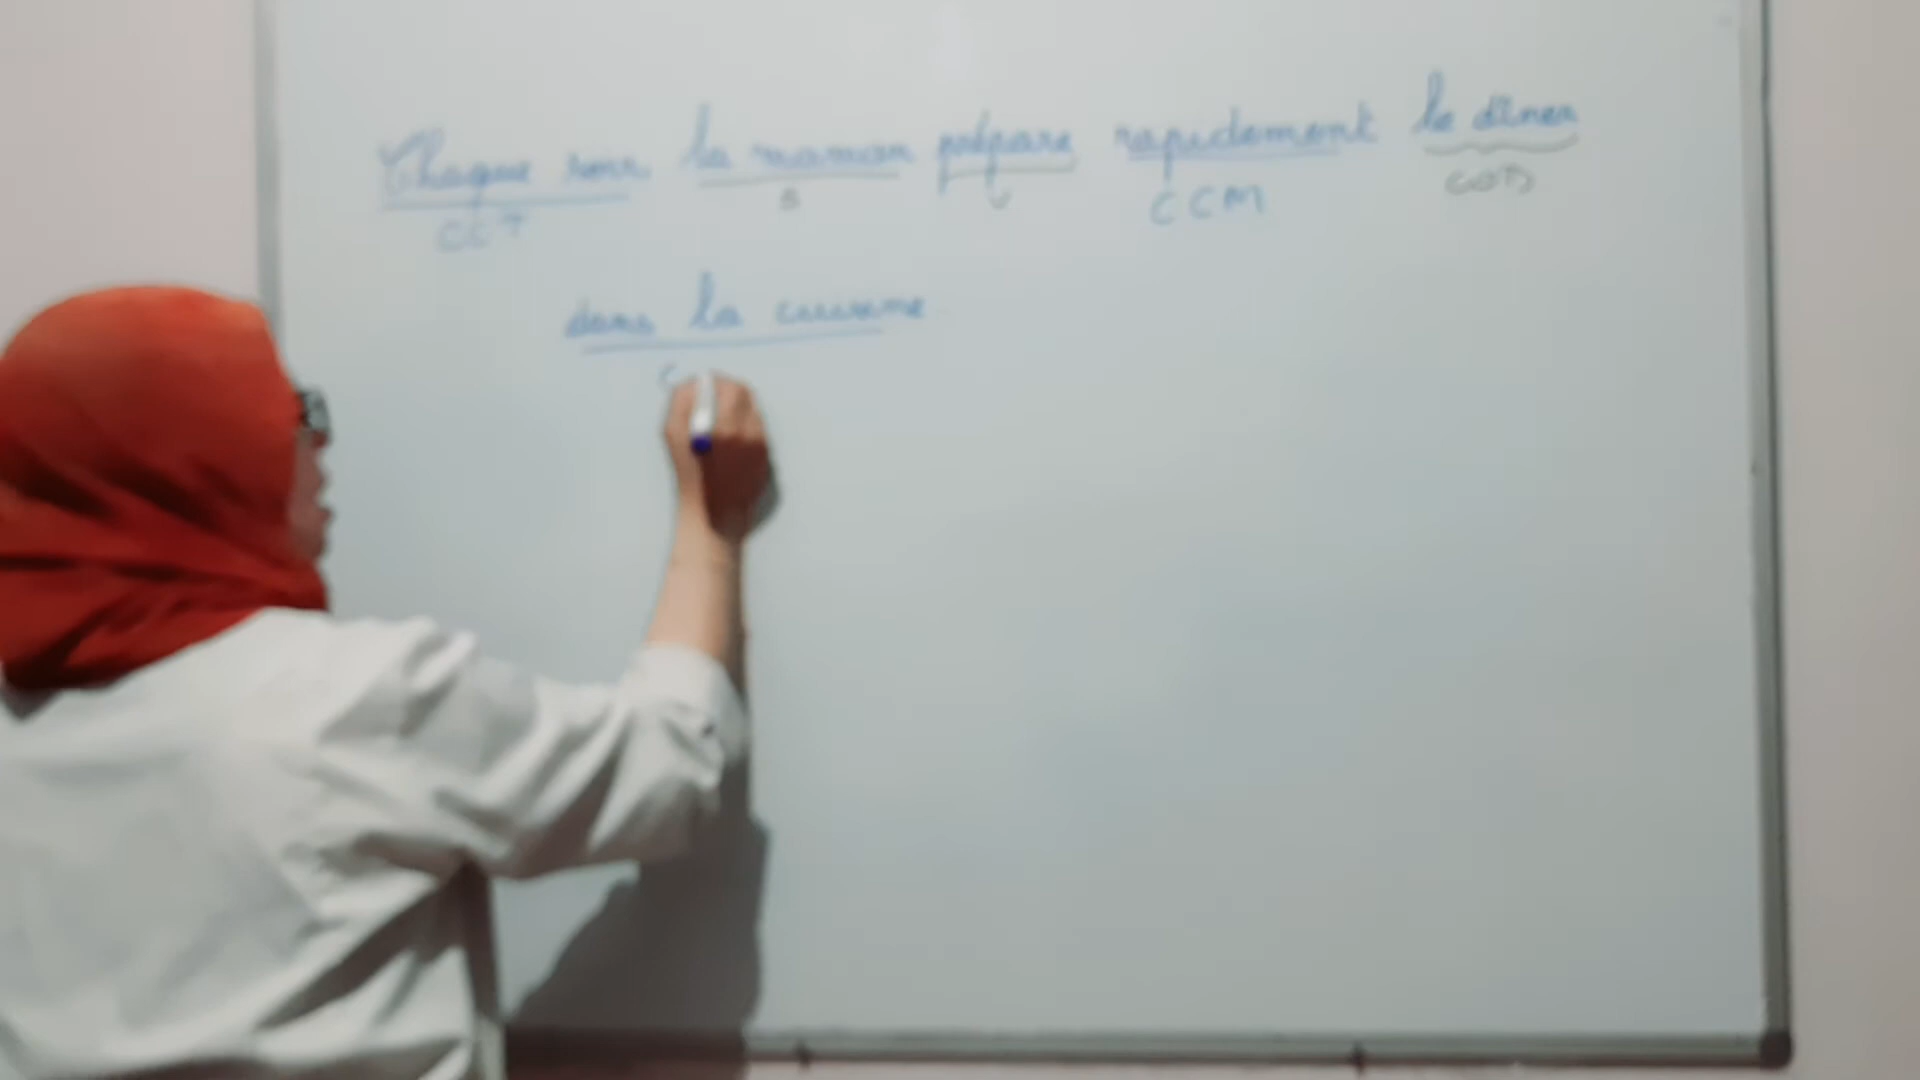 Chaque soir la maman prépare rapidement le dîner
CCT S V CCM COD
dans la cuisine
C